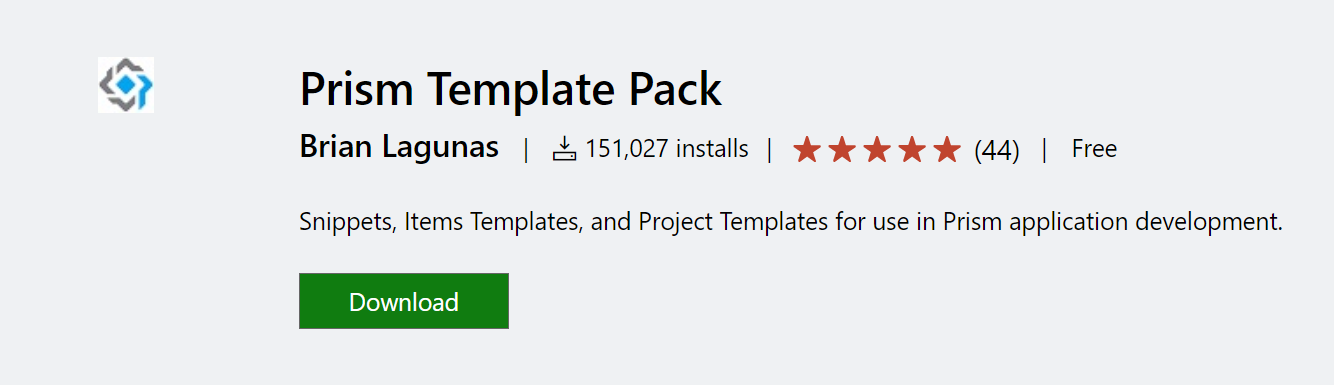 Prism Template Pack
Brian Lagunas | 151,027 installs | (44) | Free
Snippets, Items Templates, and Project Templates for use in Prism application development.
Download